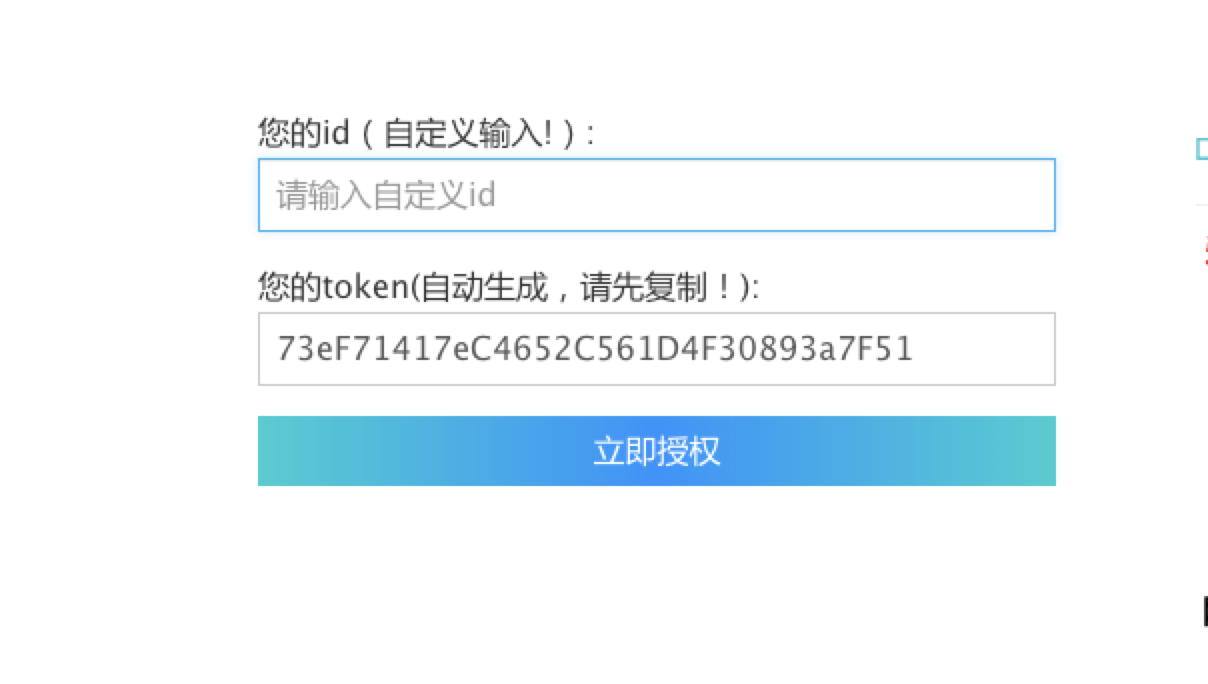 您的id（自定义输入!）:
请输入自定义id
您的token(自动生成，请先复制！):
73eF71417eC4652C561D4F30893a7F51
立即授权